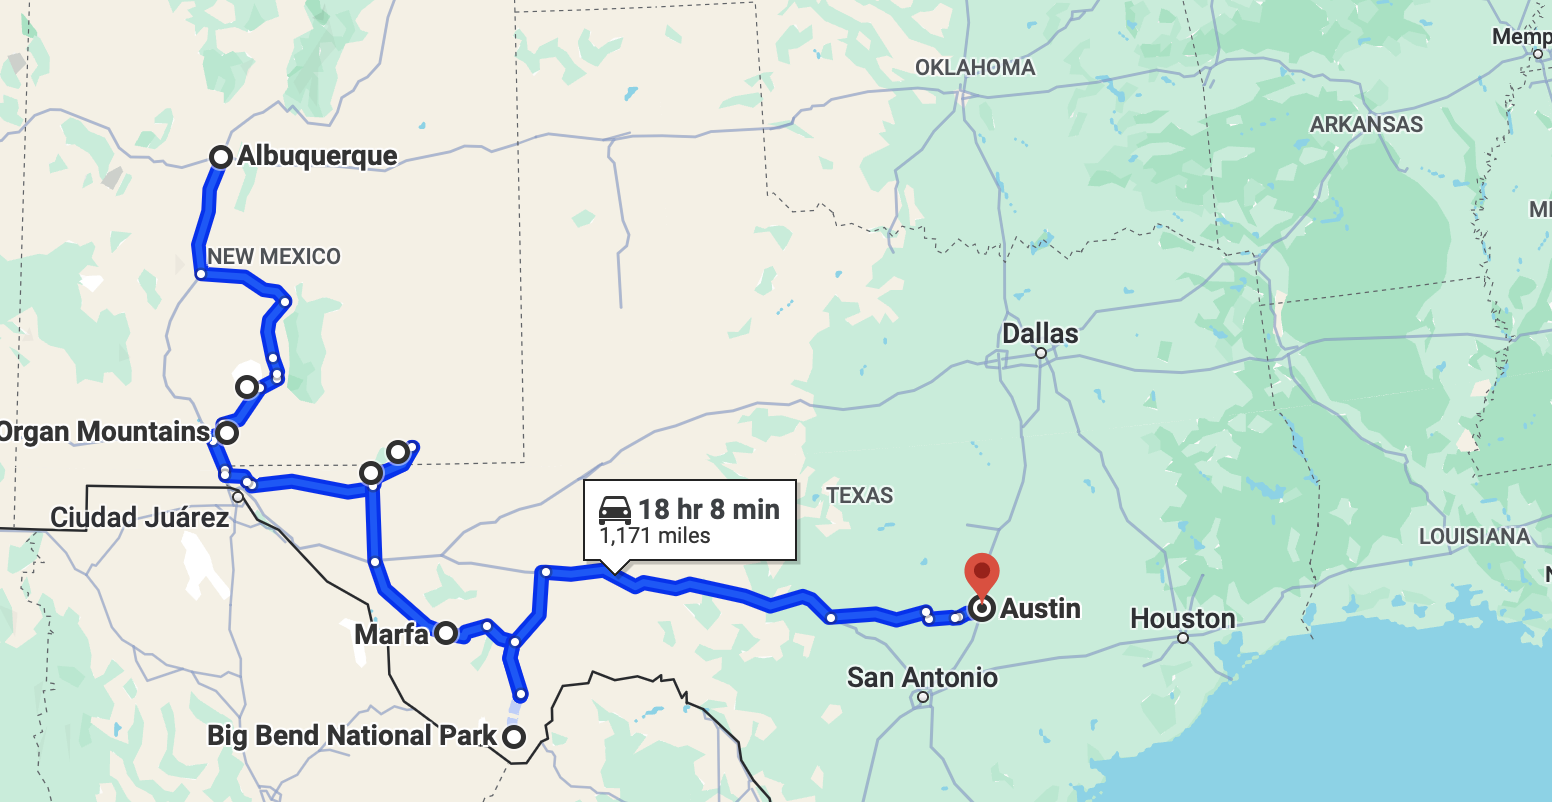 Memp
OKLAHOMA
ARKANSAS
Albuquerque
MI
NEW MEXICO
Dallas
Organ Mountains
TEXAS
18 hr 8 min
1,171 miles
Ciudad Juárez
LOUISIANA
N
Austin
Houston
Marfa
San Antonio
Big Bend National Park